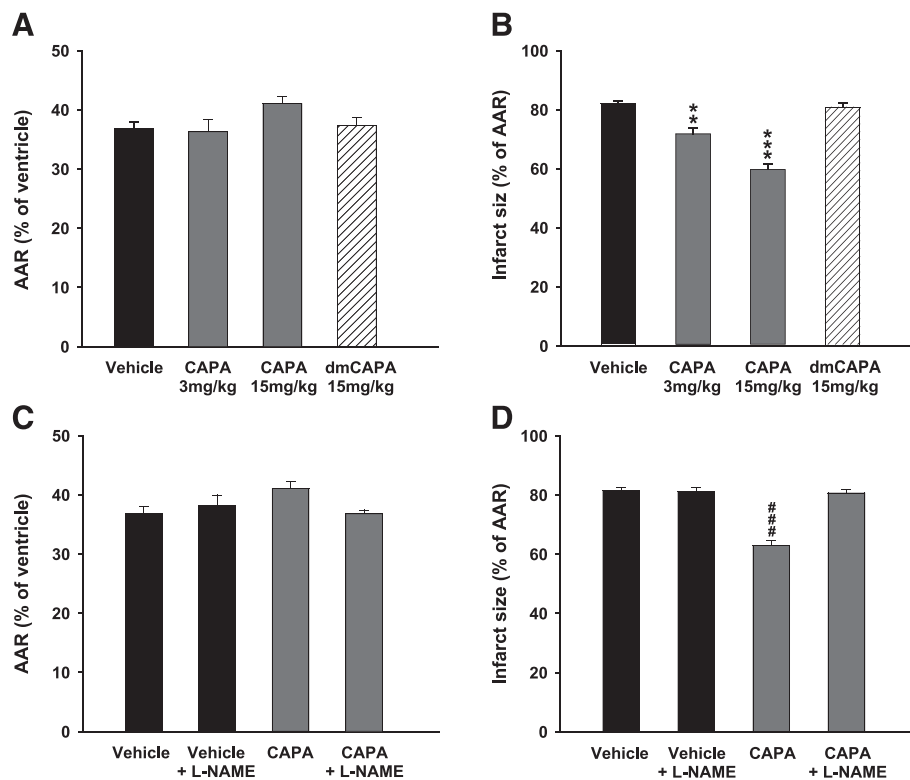 A
AAR (% of ventricle)
50
40
30
20
10
0
Vehicle
CAPA
3mg/kg
CAPA
15mg/kg
dmCAPA
15mg/kg
B
Infarct siz (% of AAR)
100
80
60
40
20
0
**
***
Vehicle
CAPA
3mg/kg
CAPA
15mg/kg
dmCAPA
15mg/kg
C
AAR (% of ventricle)
50
40
30
20
10
0
Vehicle
Vehicle
+ L-NAME
CAPA
CAPA
+ L-NAME
D
Infarct size (% of AAR)
100
80
60
40
20
0
###
Vehicle
Vehicle
+ L-NAME
CAPA
CAPA
+ L-NAME